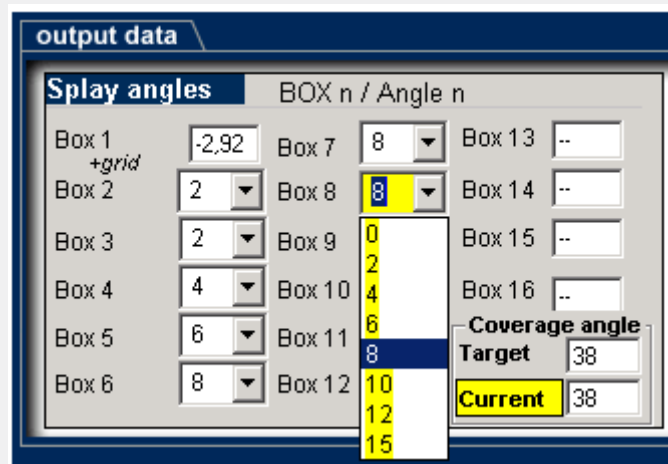 output data
Splay angles BOX n / Angle n
Box 1 -2,92
+grid
Box 2 2
Box 3 2
Box 4 4
Box 5 6
Box 6 8
Box 7 8
Box 8 8
Box 9
Box 10
Box 11
Box 12
0
2
4
6
8
10
12
15
Box 13 --
Box 14 --
Box 15 --
Box 16 --
Coverage angle
Target 38
Current 38